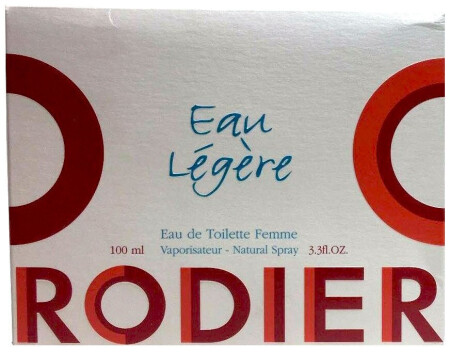 Eau
Légère
Eau de Toilette Femme
100 ml Vaporisateur - Natural Spray 3.3fl.OZ.
RODIER